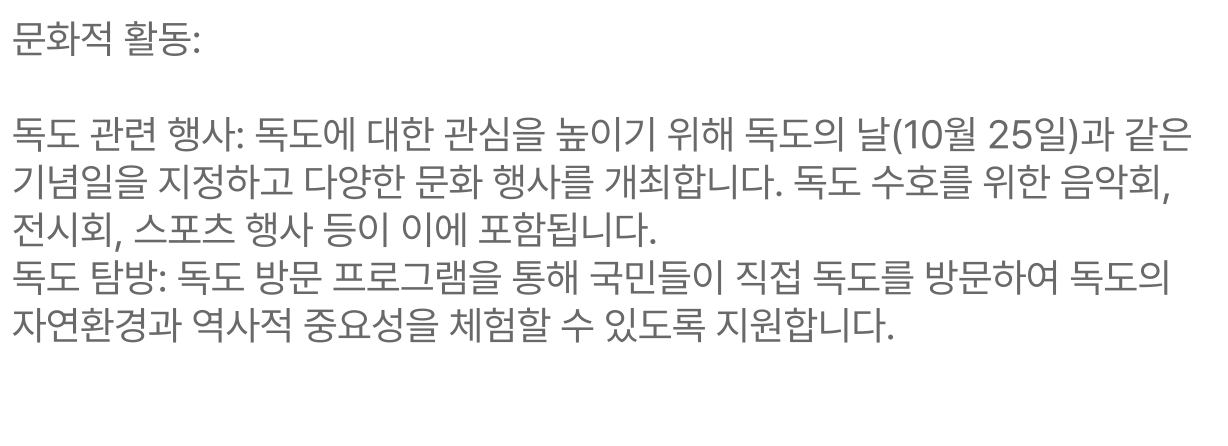 문화적 활동:
독도 관련 행사: 독도에 대한 관심을 높이기 위해 독도의 날(10월 25일)과 같은
기념일을 지정하고 다양한 문화 행사를 개최합니다. 독도 수호를 위한 음악회,
전시회, 스포츠 행사 등이 이에 포함됩니다.
독도 탐방: 독도 방문 프로그램을 통해 국민들이 직접 독도를 방문하여 독도의
자연환경과 역사적 중요성을 체험할 수 있도록 지원합니다.